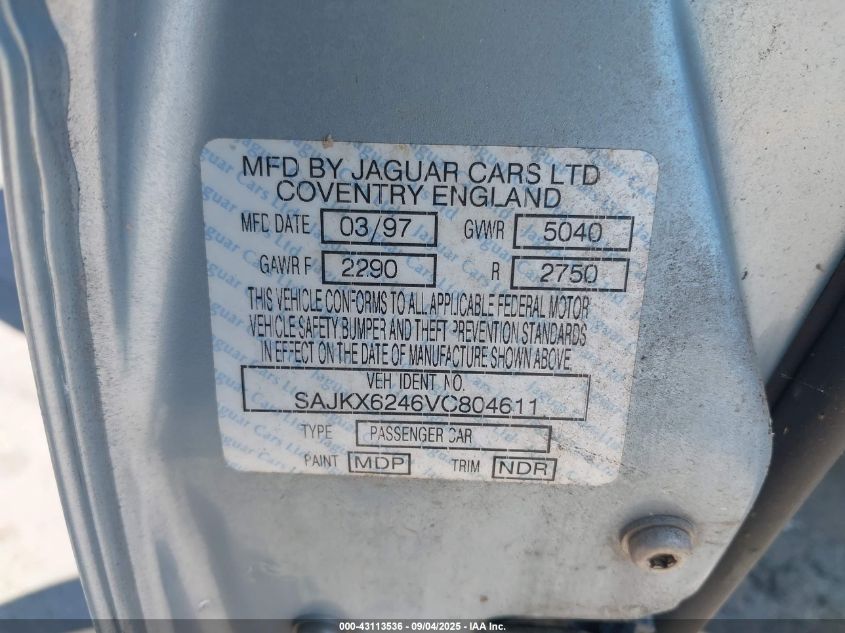 MFD BY JAGUAR CARS LTD
COVENTRY ENGLAND
MFD DATE 03/97 GVWR 5040
GAWR F 2290 R 2750
THIS VEHICLE CONFORMS TO ALL APPLICABLE FEDERAL MOTOR
VEHICLE SAFETY BUMPER AND THEFT PREVENTION STANDARDS
IN EFFECT ON THE DATE OF MANUFACTURE SHOWN ABOVE.
VEH IDENT NO.
SAJKX6246VC804611
TYPE PASSENGER CAR
PAINT MDP TRIM NDR
000-43113536 - 09/04/2025 - IAA Inc.